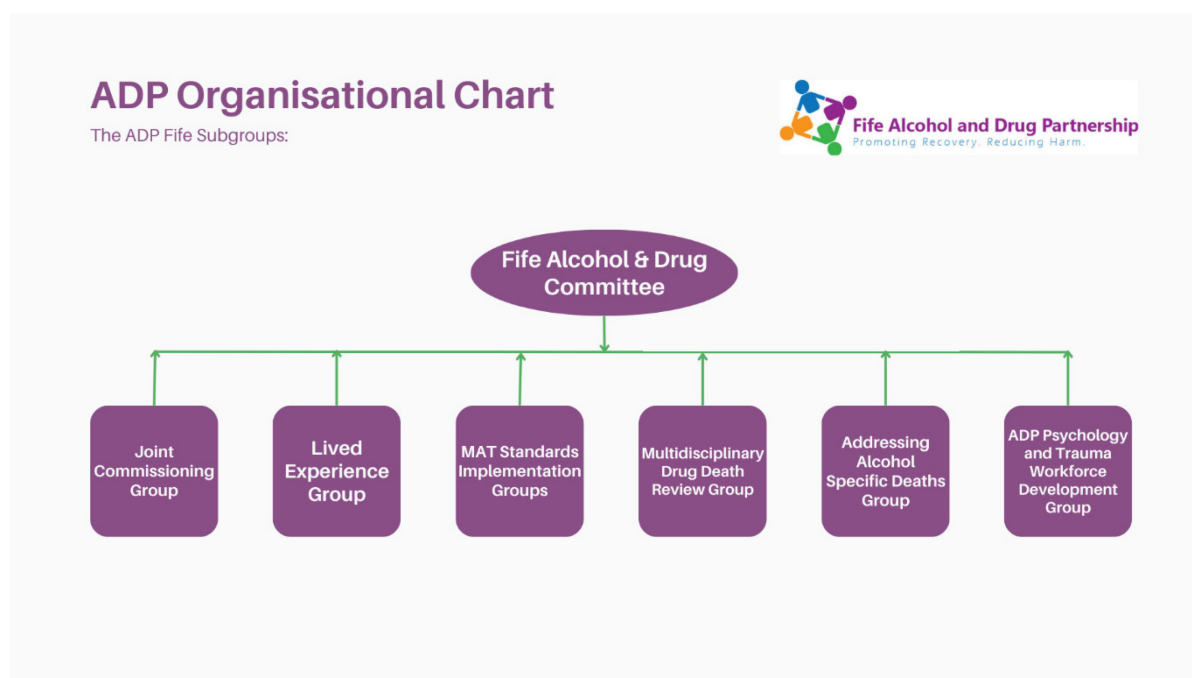 ADP Organisational Chart
The ADP Fife Subgroups:
Fife Alcohol and Drug Partnership
Promoting Recovery. Reducing Harm.
Fife Alcohol & Drug
Committee
Joint
Commissioning
Group
Lived
Experience
Group
MAT Standards
Implementation
Groups
Multidisciplinary
Drug Death
Review Group
Addressing
Alcohol
Specific Deaths
Group
ADP Psychology
and Trauma
Workforce
Development
Group